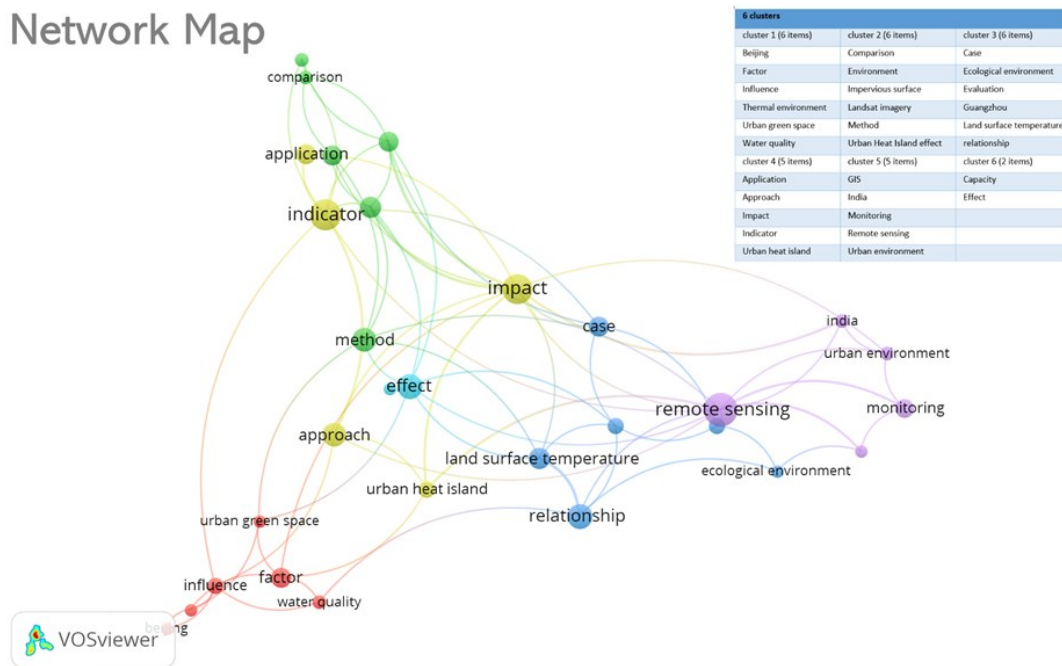 Network Map
6 clusters
cluster 1 (6 items) cluster 2 (6 items) cluster 3 (6 items)
Beijing Comparison Case
Factor Environment Ecological environment
Influence Impervious surface Evaluation
Thermal environment Landsat imagery Guangzhou
Urban green space Method Land surface temperature
Water quality Urban Heat Island effect relationship
cluster 4 (5 items) cluster 5 (5 items) cluster 6 (2 items)
Application GIS Capacity
Approach India Effect
Impact Monitoring
Indicator Remote sensing
Urban heat island Urban environment
comparison
application
indicator
impact
case
india
method
urban environment
effect
remote sensing
monitoring
approach
land surface temperature
ecological environment
urban heat island
relationship
urban green space
factor
influence
water quality
beijing
VOSviewer